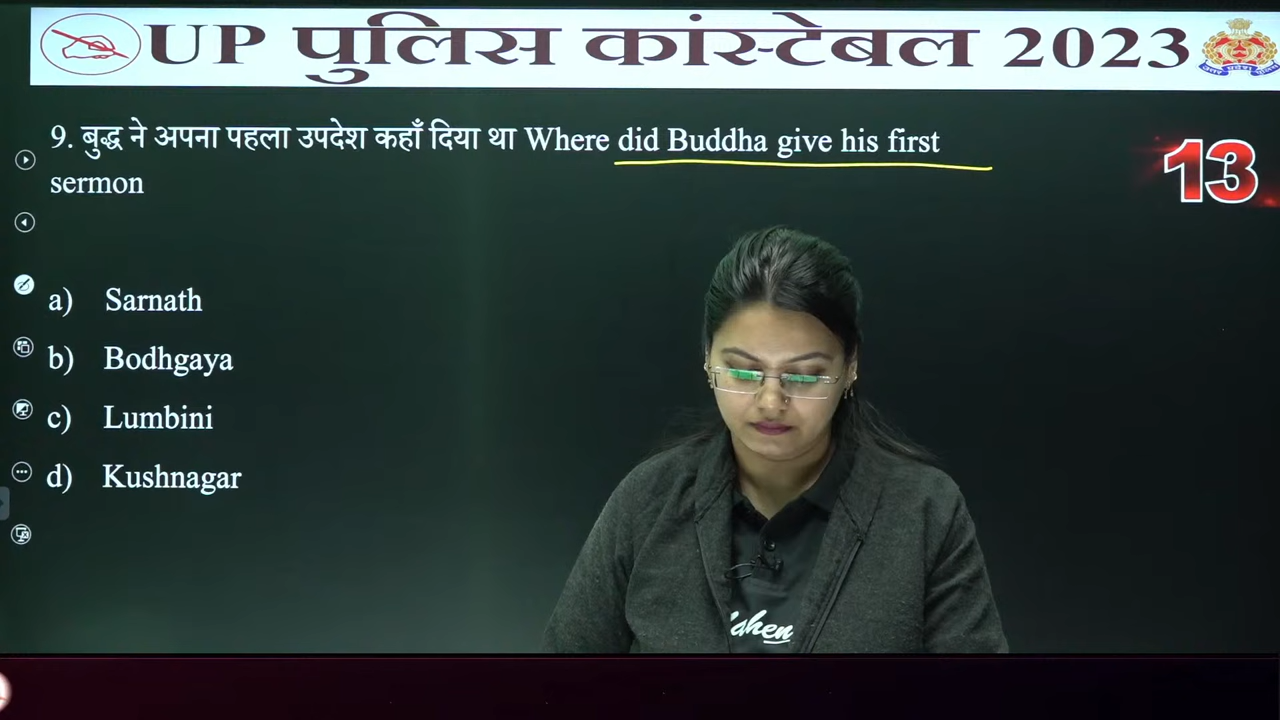 UP पुलिस कांस्टेबल 2023
9. बुद्ध ने अपना पहला उपदेश कहाँ दिया था Where did Buddha give his first
sermon
13
a) Sarnath
b) Bodhgaya
c) Lumbini
d) Kushnagar